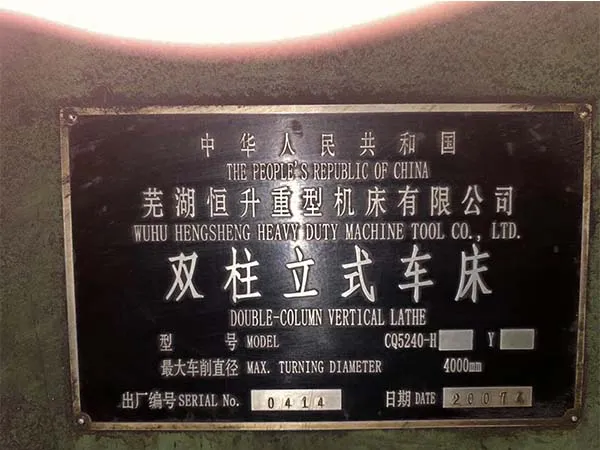 中华人民共和国
THE PEOPLE'S REPUBLIC OF CHINA
芜湖恒升重型机床有限公司
WUHU HENGSHENG HEAVY DUTY MACHINE TOOL CO., LTD.
双柱立式车床
DOUBLE-COLUMN VERTICAL LATHE
型 号 MODEL CQ5240-H Y
最大车削直径 MAX. TURNING DIAMETER 4000mm
出厂编号 SERIAL No. 0414 日期 DATE